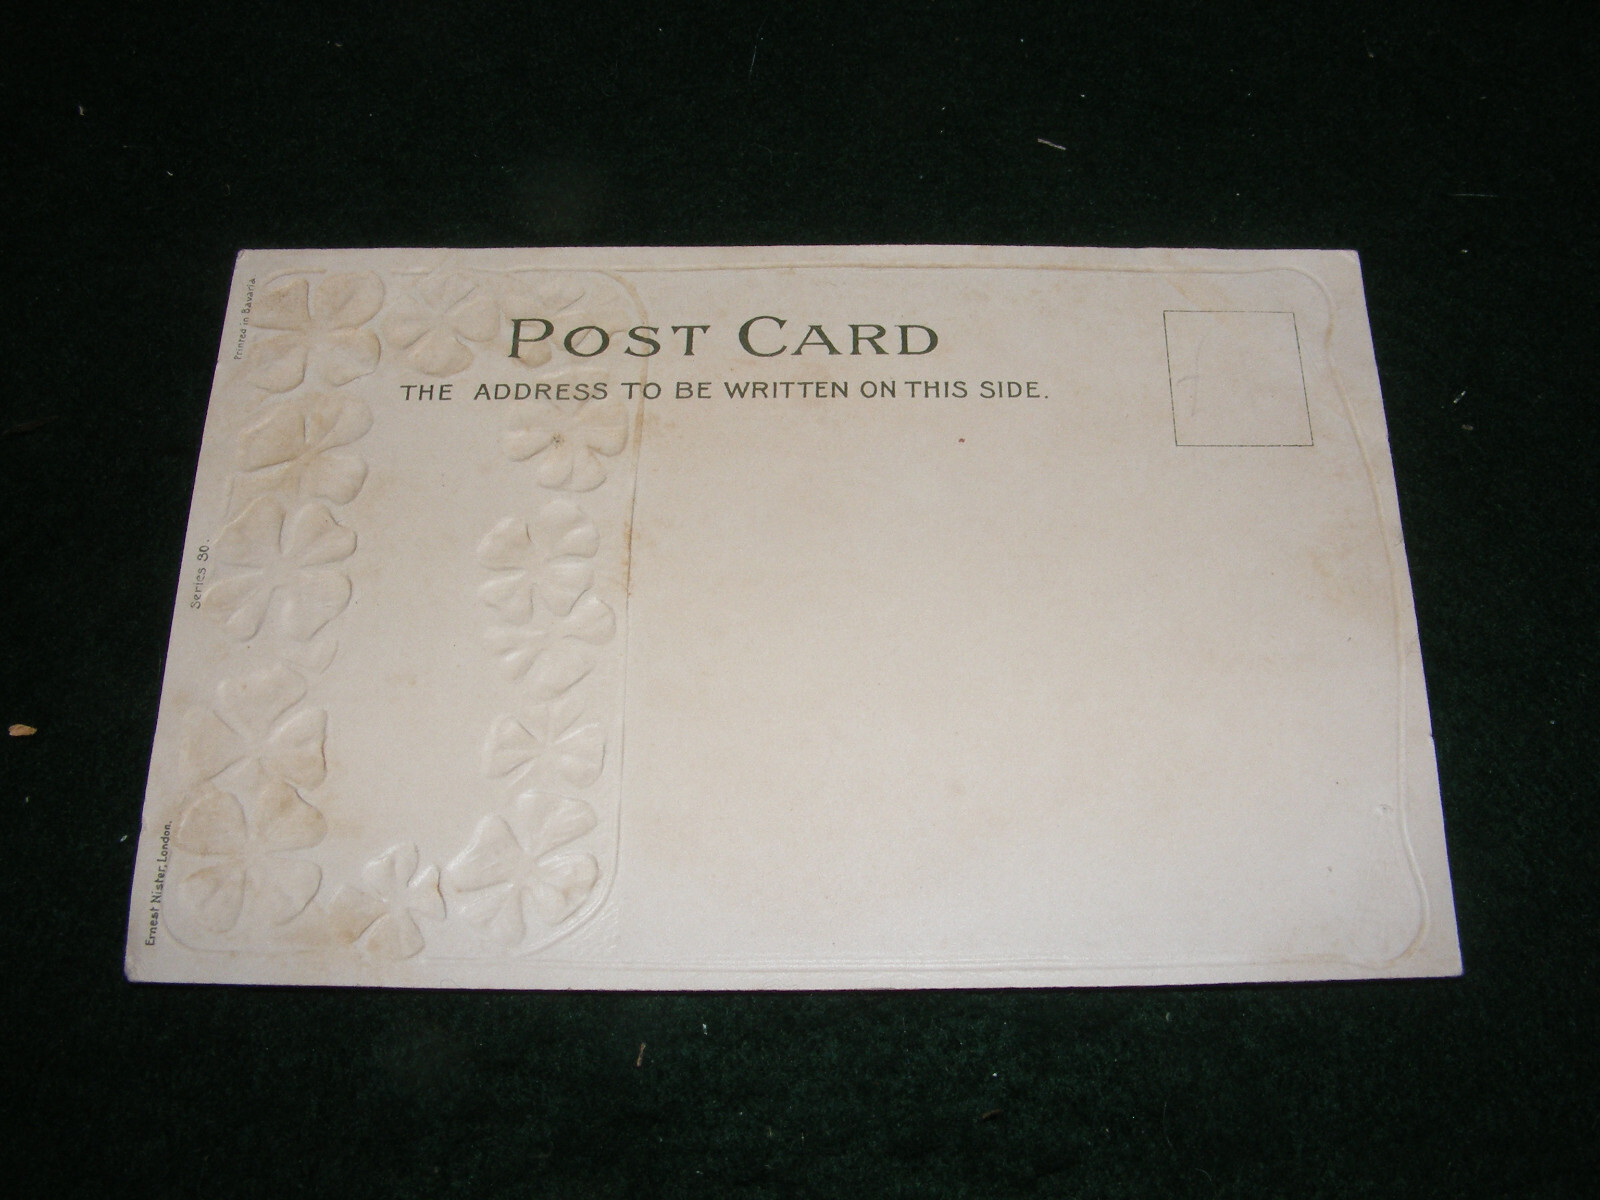 POST CARD
THE ADDRESS TO BE WRITTEN ON THIS SIDE.
Printed in Bavaria.
Series 30.
Ernest Nister, London.